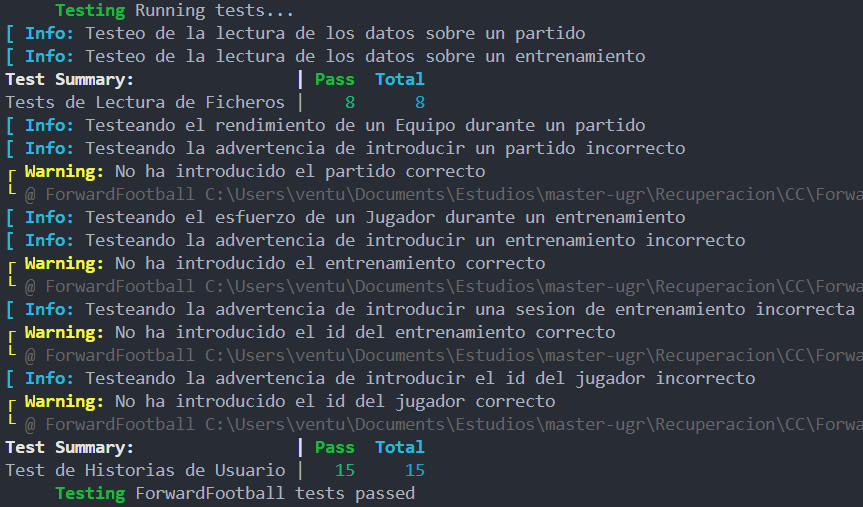 Testing Running tests...
[ Info: Testeo de la lectura de los datos sobre un partido
[ Info: Testeo de la lectura de los datos sobre un entrenamiento
Test Summary: | Pass Total
Tests de Lectura de Ficheros | 8 8
[ Info: Testeando el rendimiento de un Equipo durante un partido
[ Info: Testeando la advertencia de introducir un partido incorrecto
┌ Warning: No ha introducido el partido correcto
└ @ ForwardFootball C:\Users\ventu\Documents\Estudios\master-ugr\Recuperacion\CC\Forwa
[ Info: Testeando el esfuerzo de un Jugador durante un entrenamiento
[ Info: Testeando la advertencia de introducir un entrenamiento incorrecto
┌ Warning: No ha introducido el entrenamiento correcto
└ @ ForwardFootball C:\Users\ventu\Documents\Estudios\master-ugr\Recuperacion\CC\Forwa
[ Info: Testeando la advertencia de introducir una sesion de entrenamiento incorrecta
┌ Warning: No ha introducido el id del entrenamiento correcto
└ @ ForwardFootball C:\Users\ventu\Documents\Estudios\master-ugr\Recuperacion\CC\Forwa
[ Info: Testeando la advertencia de introducir el id del jugador incorrecto
┌ Warning: No ha introducido el id del jugador correcto
└ @ ForwardFootball C:\Users\ventu\Documents\Estudios\master-ugr\Recuperacion\CC\Forwa
Test Summary: | Pass Total
Test de Historias de Usuario | 15 15
Testing ForwardFootball tests passed